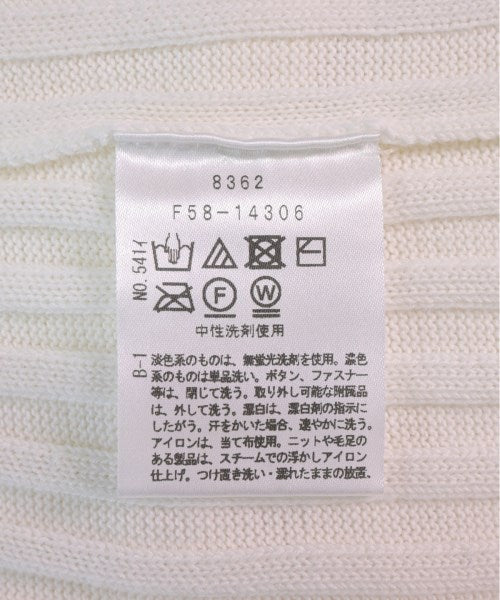 8362
F58-14306
NO.541イ
F
W
中性洗剤使用
B-1
淡色系のものは、無蛍光洗剤を使用。濃色
系のものは単品洗い。ボタン、ファスナー
等は、閉じて洗う。取り外し可能な附属品
は、外して洗う。漂白は、漂白剤の指示に
したがう。汗をかいた場合、速やかに洗う。
アイロンは、当て布使用。ニットや毛足の
ある製品は、スチームでの浮かしアイロン
仕上げ。つけ置き洗い・濡れたままの放置、